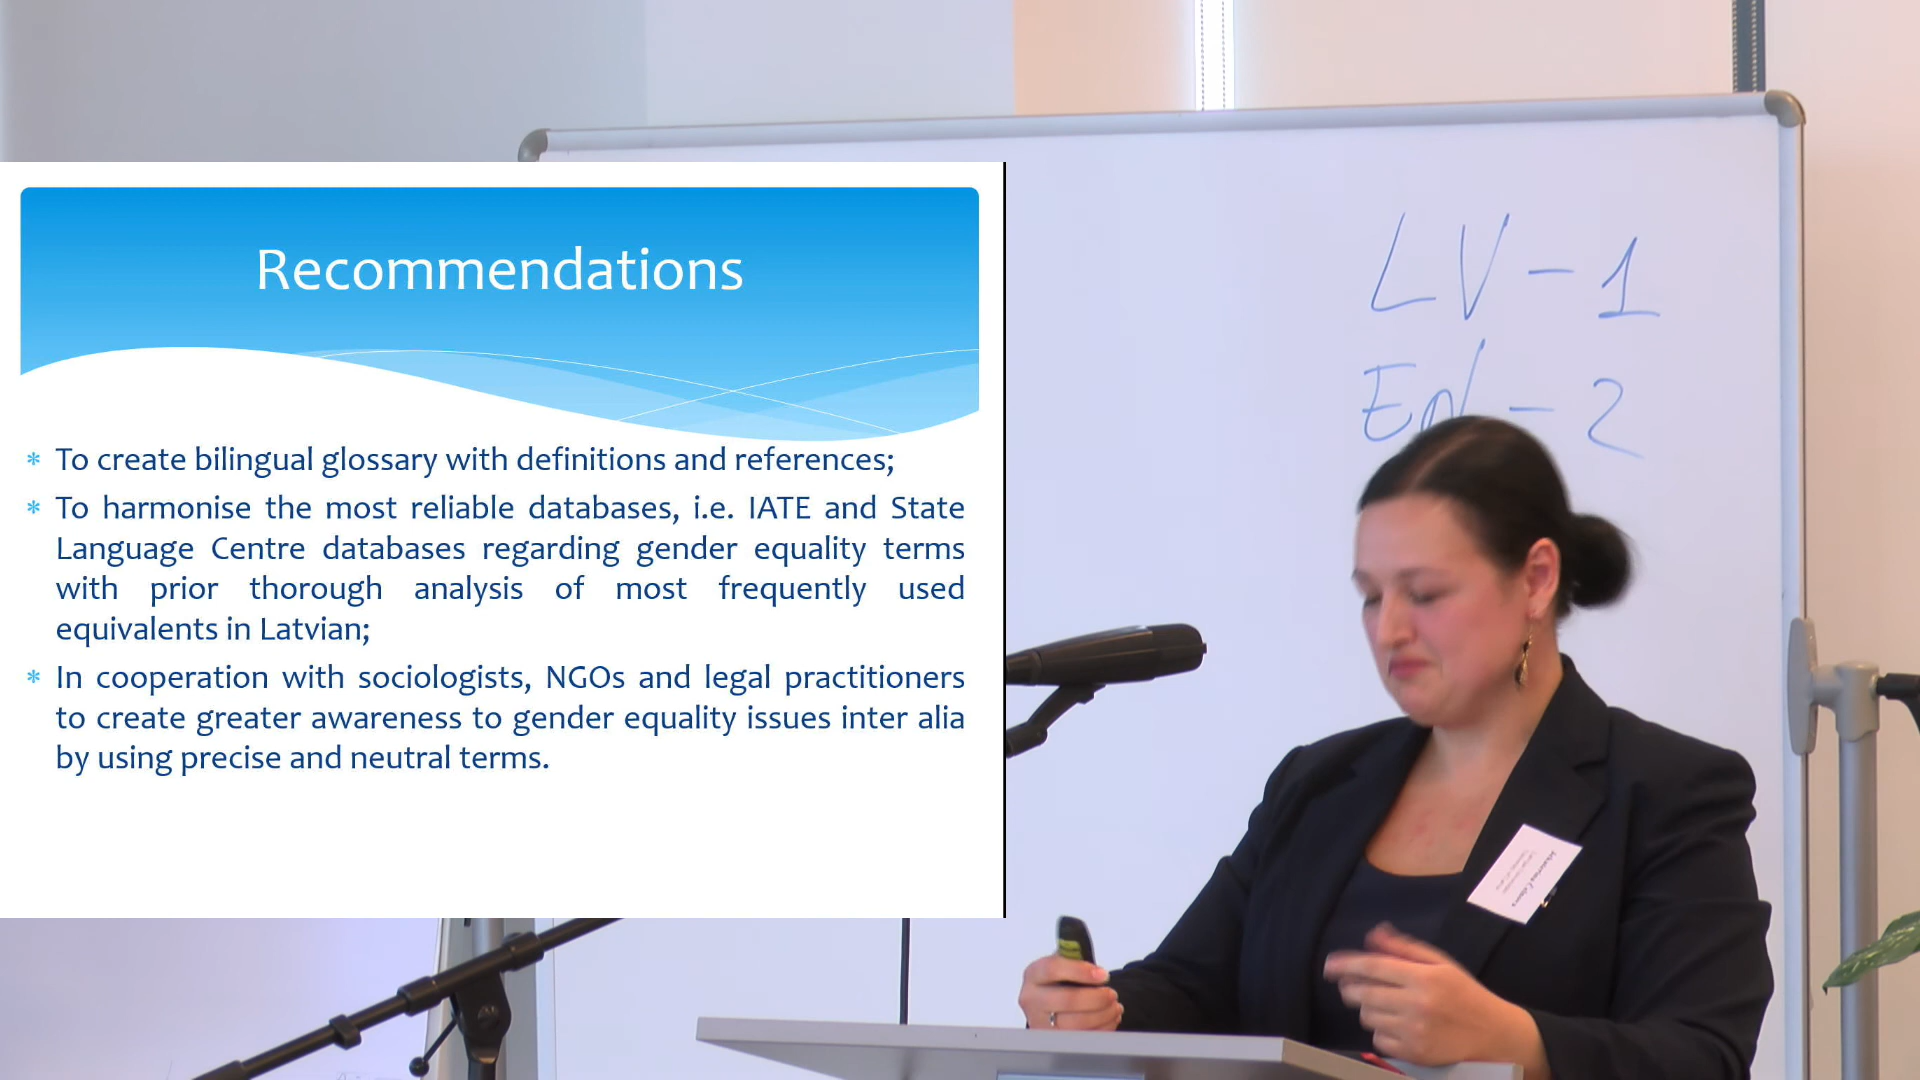 Recommendations
* To create bilingual glossary with definitions and references;
* To harmonise the most reliable databases, i.e. IATE and State
Language Centre databases regarding gender equality terms
with prior thorough analysis of most frequently used
equivalents in Latvian;
* In cooperation with sociologists, NGOs and legal practitioners
to create greater awareness to gender equality issues inter alia
by using precise and neutral terms.
LV - 1
EN - 2